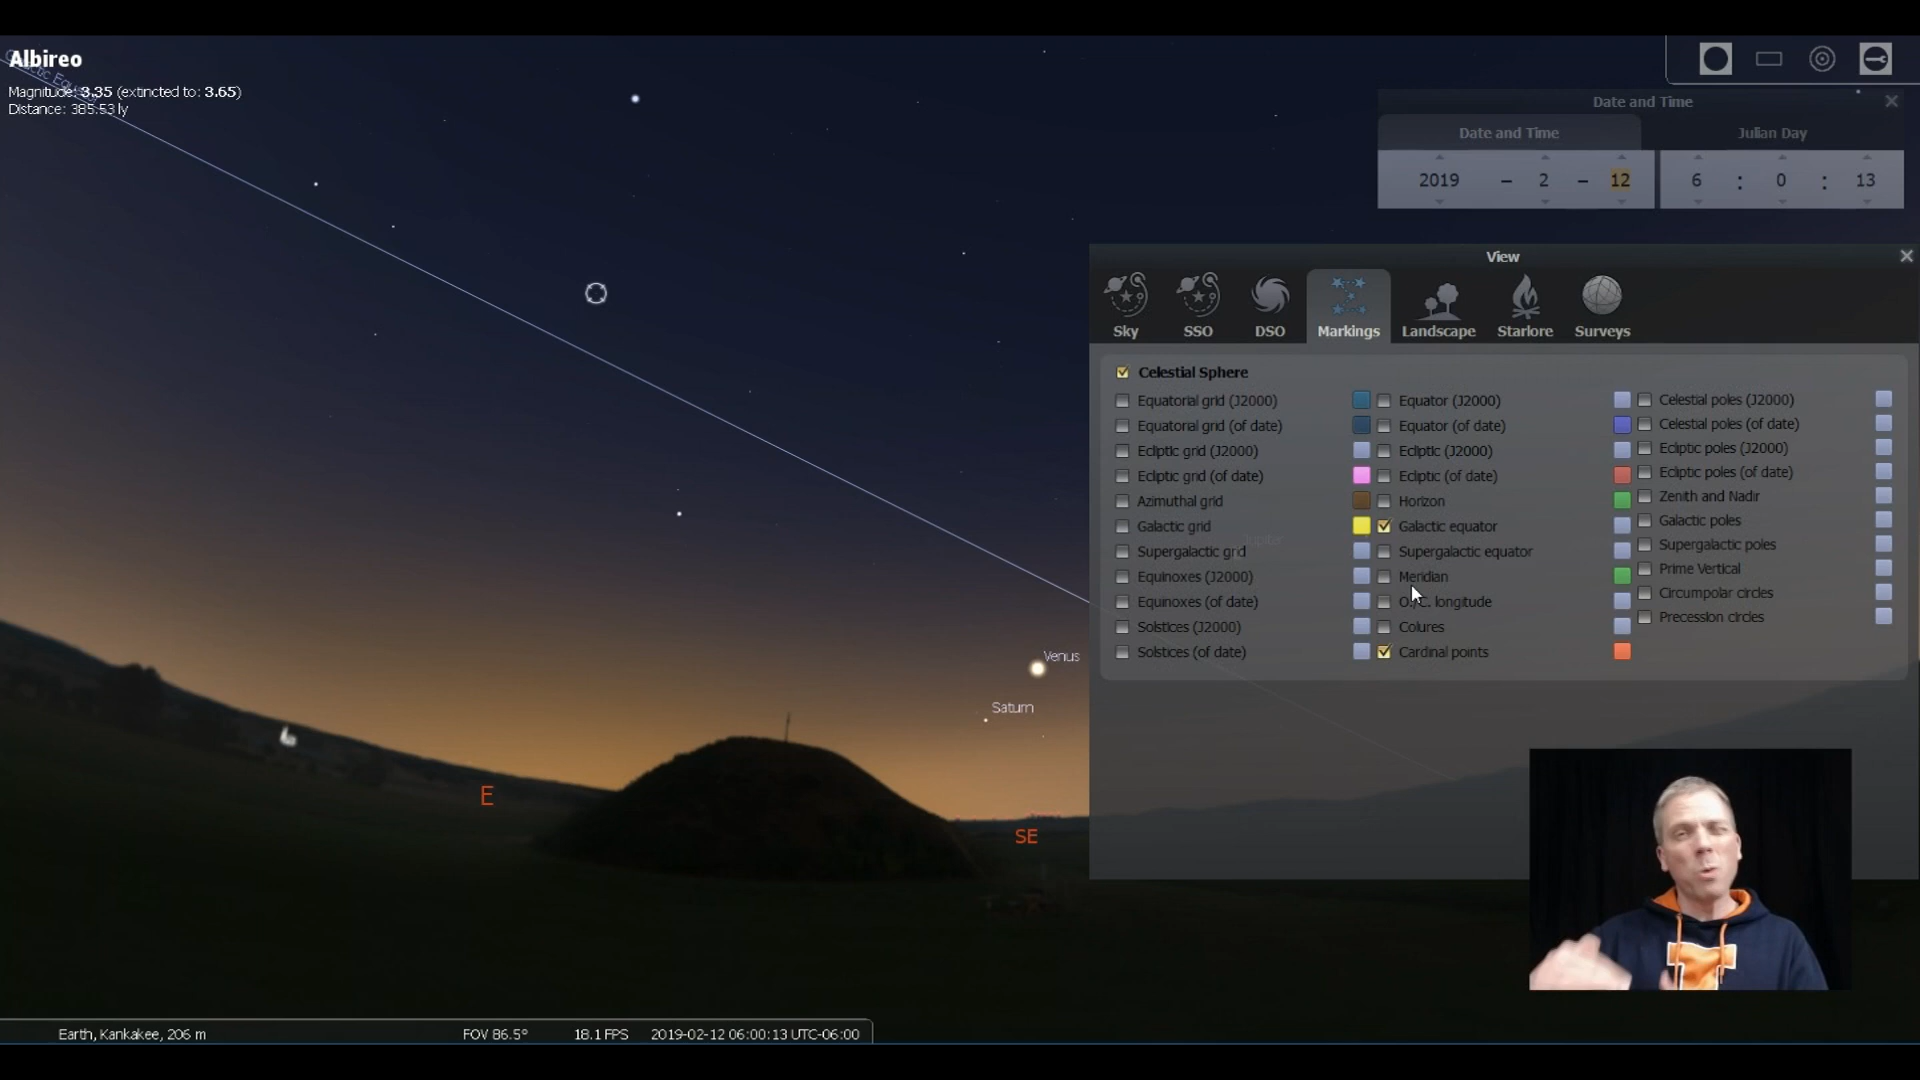 Albireo
Galactic Equator
Magnitude: 3.35 (extincted to: 3.65)
Distance: 385.53 ly
Date and Time
Date and Time
Julian Day
2019 - 2 - 12
6 : 0 : 13
View
Sky
SSO
DSO
Markings
Landscape
Starlore
Surveys
Celestial Sphere
Equatorial grid (J2000)
Equatorial grid (of date)
Ecliptic grid (J2000)
Ecliptic grid (of date)
Azimuthal grid
Galactic grid
Supergalactic grid
Equinoxes (J2000)
Equinoxes (of date)
Solstices (J2000)
Solstices (of date)
Equator (J2000)
Equator (of date)
Ecliptic (J2000)
Ecliptic (of date)
Horizon
Galactic equator
Supergalactic equator
Meridian
O./C. longitude
Colures
Cardinal points
Celestial poles (J2000)
Celestial poles (of date)
Ecliptic poles (J2000)
Ecliptic poles (of date)
Zenith and Nadir
Galactic poles
Supergalactic poles
Prime Vertical
Circumpolar circles
Precession circles
Jupiter
Venus
Saturn
E
SE
I
Earth, Kankakee, 206 m
FOV 86.5°
18.1 FPS
2019-02-12 06:00:13 UTC-06:00